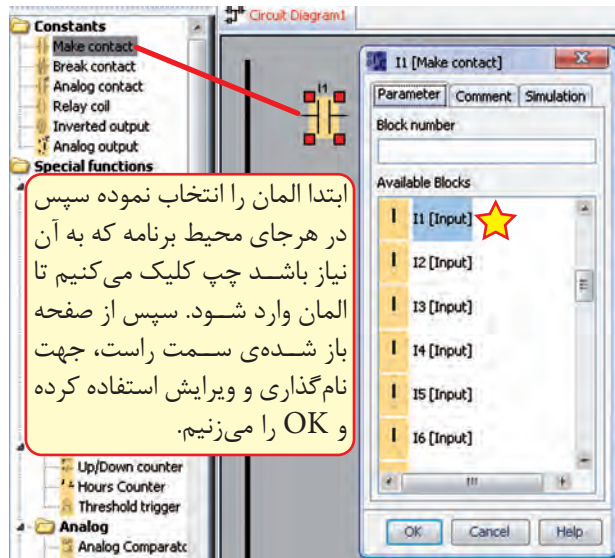 Constants
Make contact
Break contact
Analog contact
Relay coil
Inverted output
Analog output
Special functions
ابتدا المان را انتخاب نموده سپس
در هرجای محیط برنامه که به آن
نیاز باشد چپ کلیک می‌کنیم تا
المان وارد شود. سپس از صفحه
باز شده‌ی سمت راست، جهت
نام‌گذاری و ویرایش استفاده کرده
و OK را می‌زنیم.
Up/Down counter
Hours Counter
Threshold trigger
Analog
Analog Comparatc
Circuit Diagram1
I1
I1 [Make contact]
Parameter Comment Simulation
Block number
Available Blocks
I I1 [Input]
I I2 [Input]
I I3 [Input]
I I4 [Input]
I I5 [Input]
I I6 [Input]
OK Cancel Help